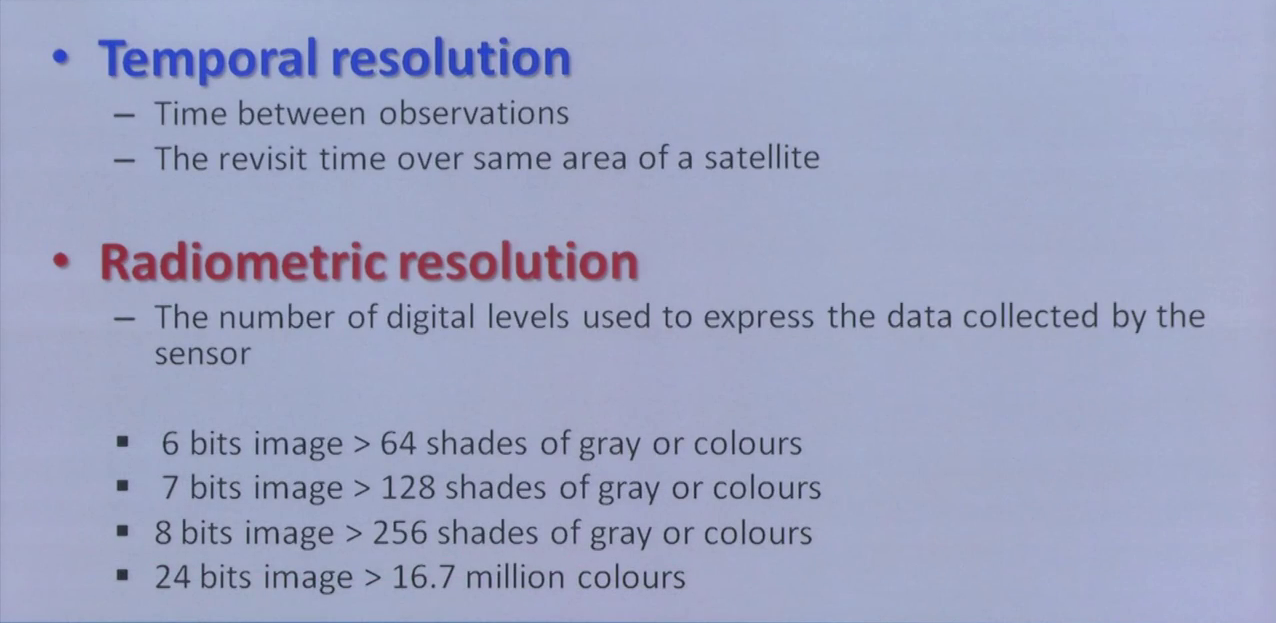 • Temporal resolution
– Time between observations
– The revisit time over same area of a satellite
• Radiometric resolution
– The number of digital levels used to express the data collected by the
sensor
▪ 6 bits image > 64 shades of gray or colours
▪ 7 bits image > 128 shades of gray or colours
▪ 8 bits image > 256 shades of gray or colours
▪ 24 bits image > 16.7 million colours